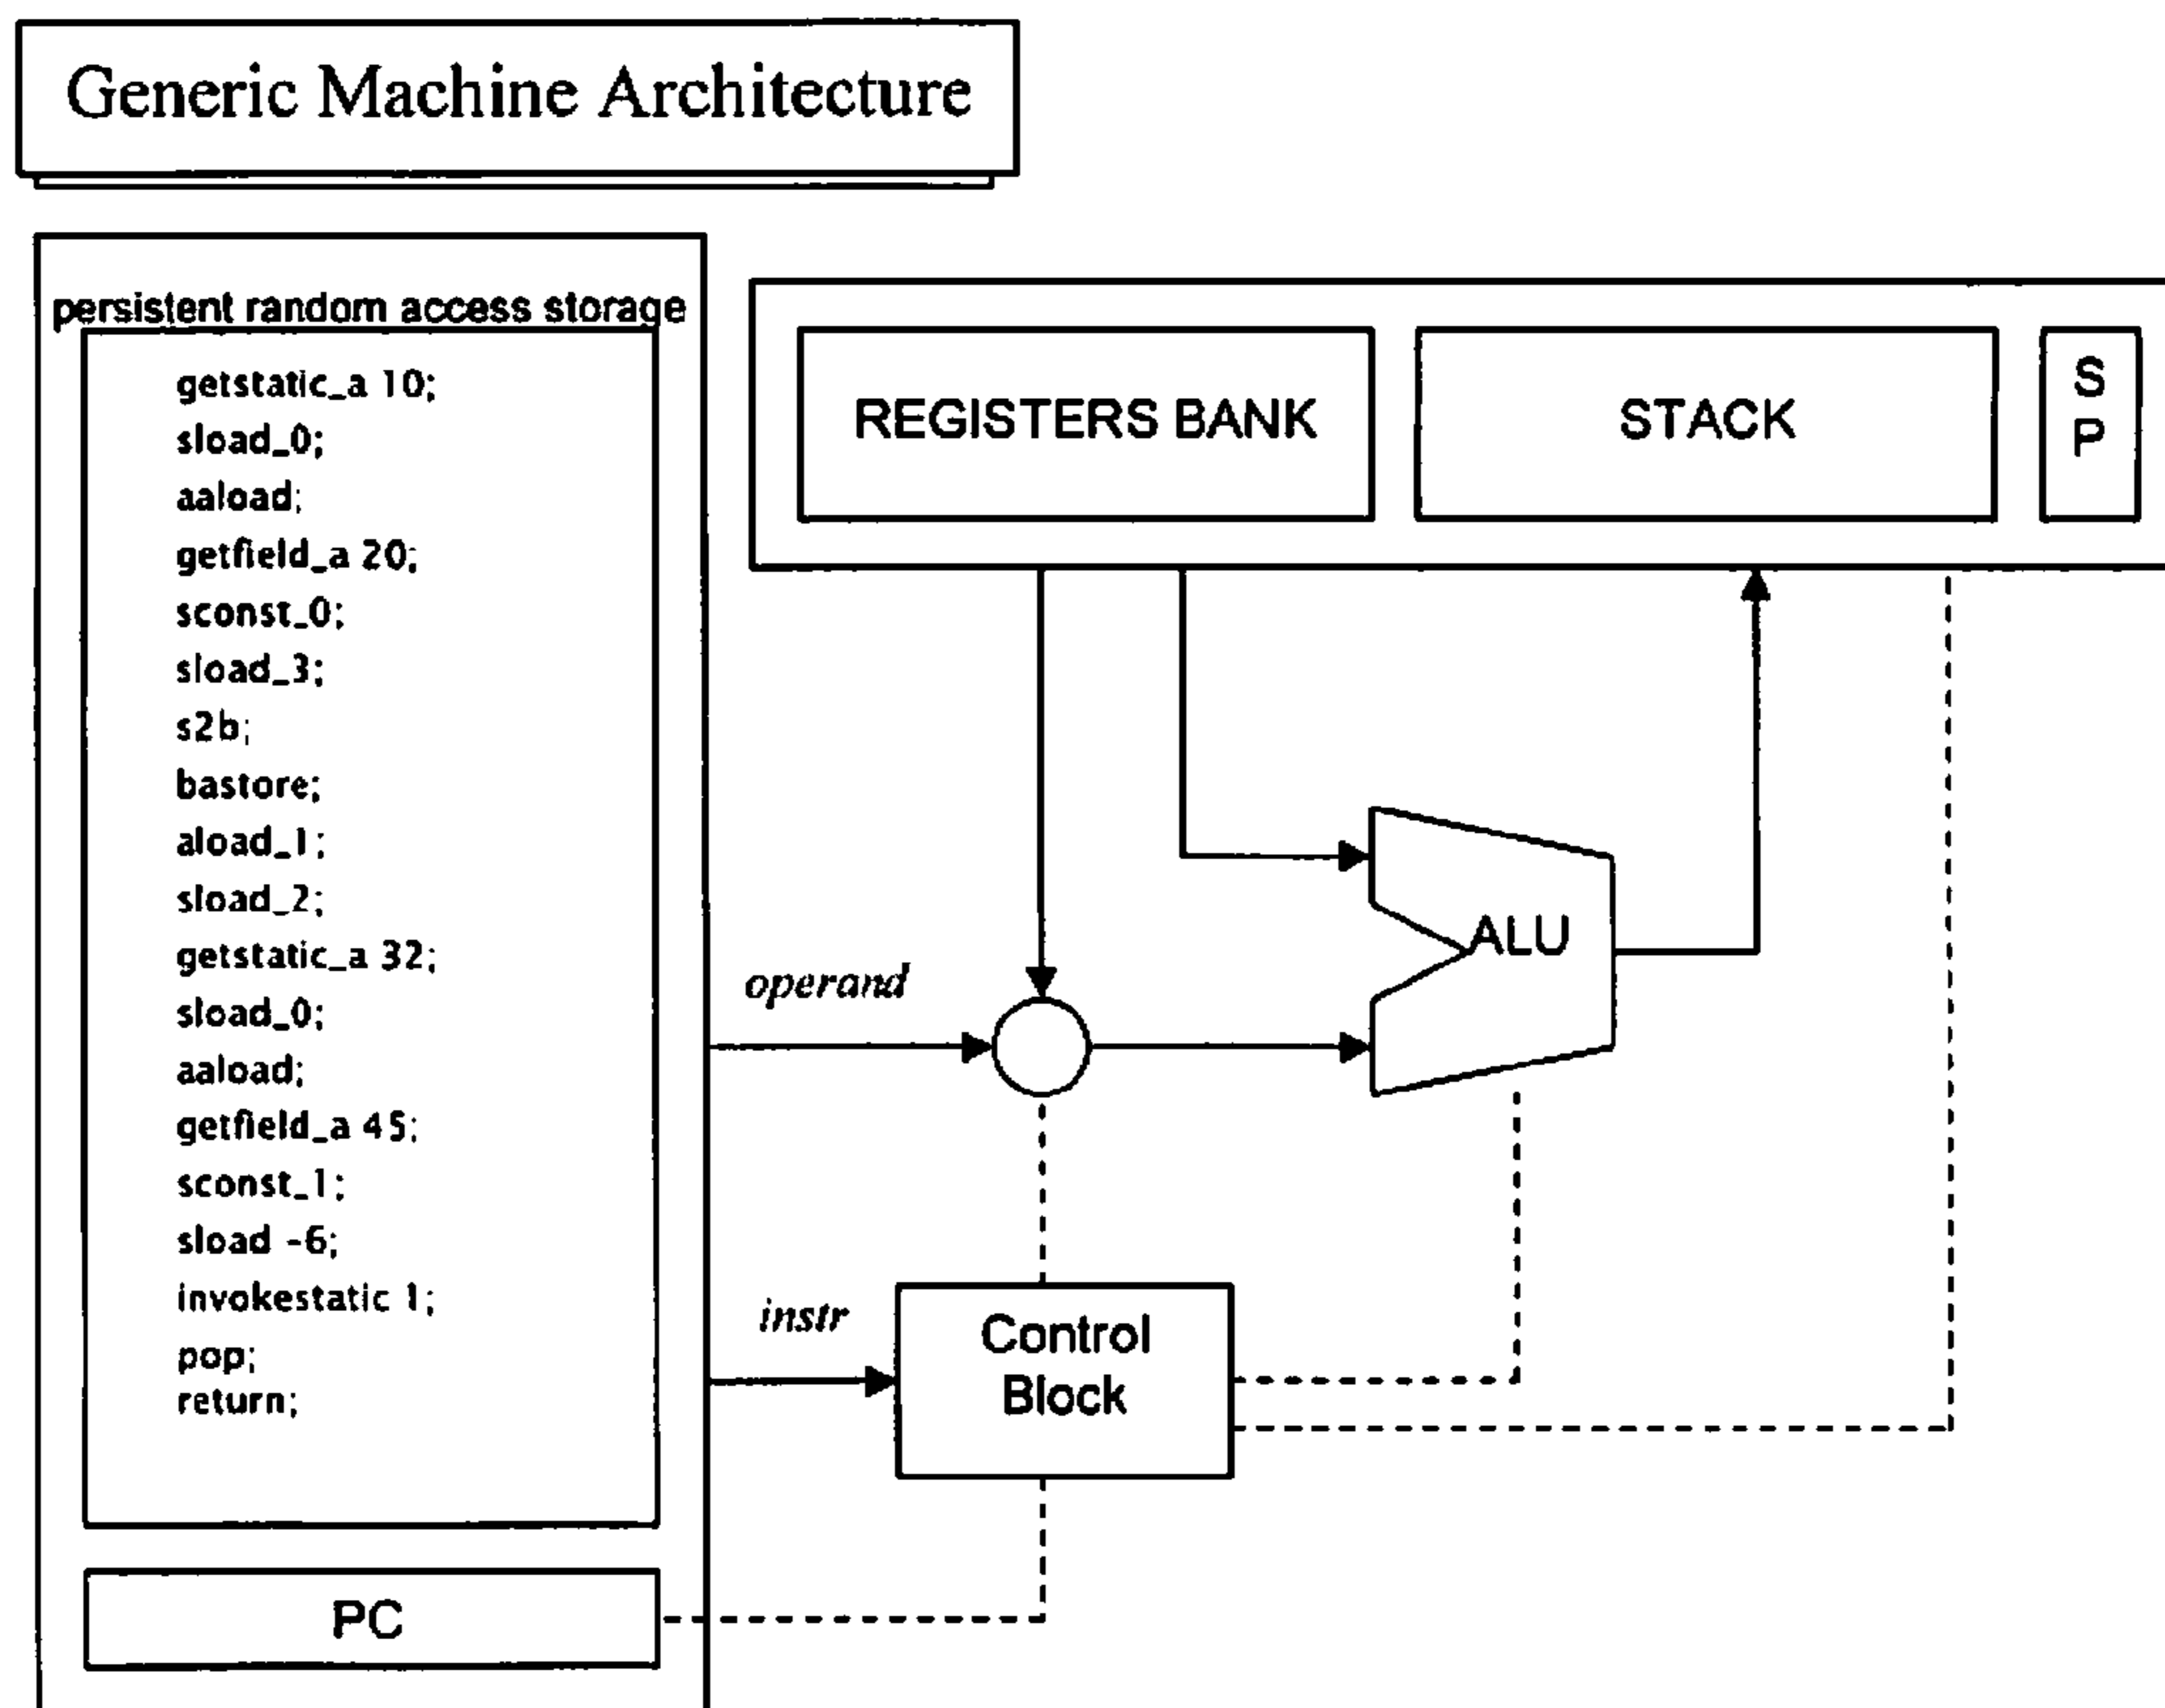 Generic Machine Architecture
persistent random access storage
getstatic_a 10;
sload_0;
aaload;
getfield_a 20;
sconst_0;
sload_3;
s2b;
bastore;
aload_1;
sload_2;
getstatic_a 32;
sload_0;
aaload;
getfield_a 45;
sconst_1;
sload -6;
invokestatic 1;
pop;
return;
PC
REGISTERS BANK
STACK
S
P
ALU
operand
instr
Control
Block